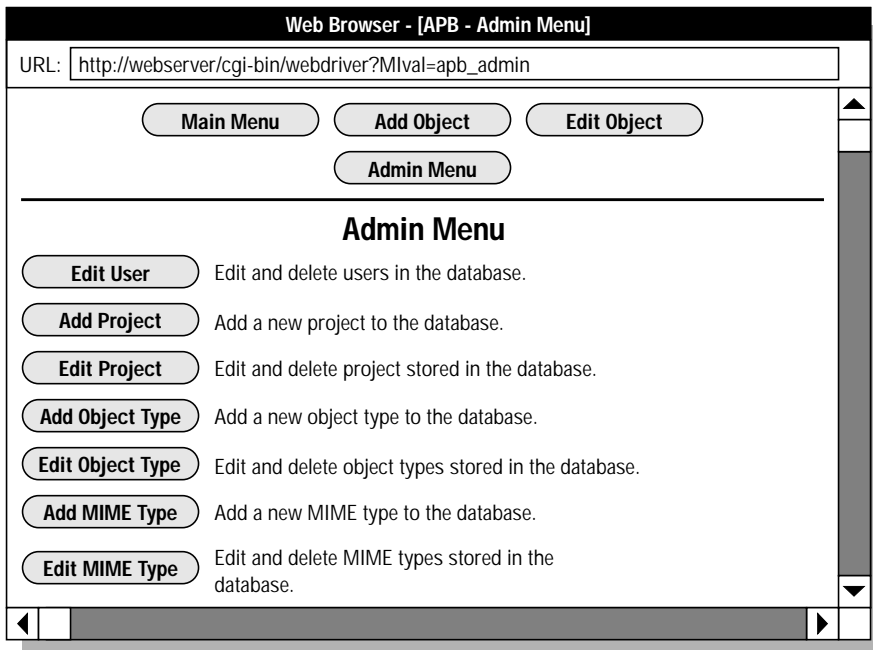 Web Browser - [APB - Admin Menu]
URL: http://webserver/cgi-bin/webdriver?MIval=apb_admin
Main Menu Add Object Edit Object
Admin Menu
Admin Menu
Edit User Edit and delete users in the database.
Add Project Add a new project to the database.
Edit Project Edit and delete project stored in the database.
Add Object Type Add a new object type to the database.
Edit Object Type Edit and delete object types stored in the database.
Add MIME Type Add a new MIME type to the database.
Edit MIME Type Edit and delete MIME types stored in the
database.